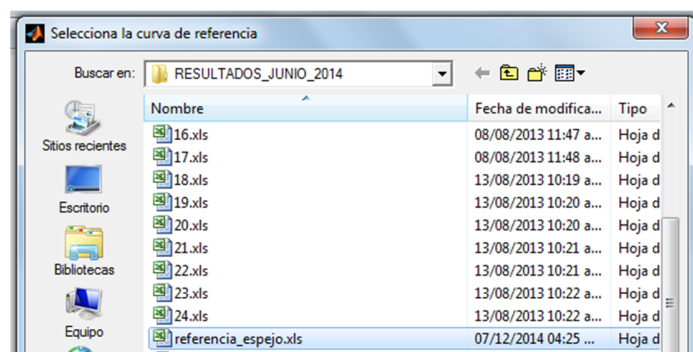 Selecciona la curva de referencia
Buscar en: RESULTADOS_JUNIO_2014
Nombre Fecha de modifica... Tipo
16.xls 08/08/2013 11:47 a... Hoja d
17.xls 08/08/2013 11:48 a... Hoja d
18.xls 13/08/2013 10:19 a... Hoja d
19.xls 13/08/2013 10:20 a... Hoja d
20.xls 13/08/2013 10:20 a... Hoja d
21.xls 13/08/2013 10:21 a... Hoja d
22.xls 13/08/2013 10:21 a... Hoja d
23.xls 13/08/2013 10:22 a... Hoja d
24.xls 13/08/2013 10:22 a... Hoja d
referencia_espejo.xls 07/12/2014 04:25 ... Hoja d
Sitios recientes
Escritorio
Bibliotecas
Equipo